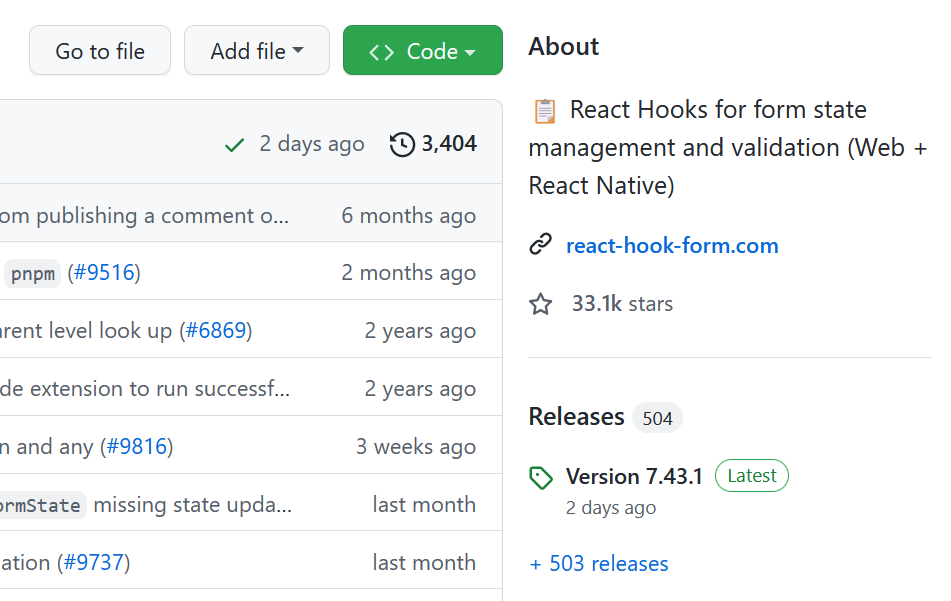 Go to file Add file Code
2 days ago 3,404
om publishing a comment o... 6 months ago
pnpm (#9516) 2 months ago
rent level look up (#6869) 2 years ago
de extension to run successf... 2 years ago
n and any (#9816) 3 weeks ago
ormState missing state upda... last month
ation (#9737) last month
About
📋 React Hooks for form state
management and validation (Web +
React Native)
react-hook-form.com
33.1k stars
Releases 504
Version 7.43.1 Latest
2 days ago
+ 503 releases